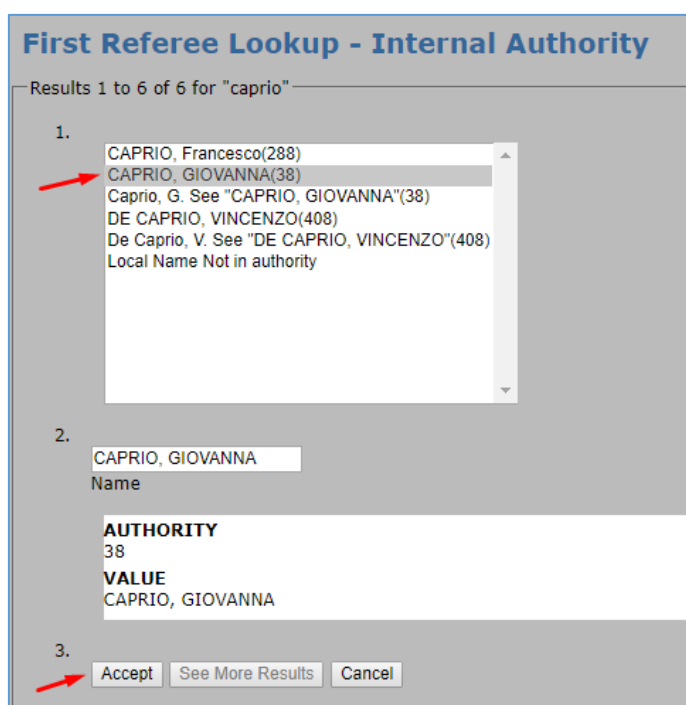 First Referee Lookup - Internal Authority
Results 1 to 6 of 6 for "caprio"
1.
CAPRIO, Francesco(288)
CAPRIO, GIOVANNA(38)
Caprio, G. See "CAPRIO, GIOVANNA"(38)
DE CAPRIO, VINCENZO(408)
De Caprio, V. See "DE CAPRIO, VINCENZO"(408)
Local Name Not in authority
2.
CAPRIO, GIOVANNA
Name
AUTHORITY
38
VALUE
CAPRIO, GIOVANNA
3.
Accept See More Results Cancel